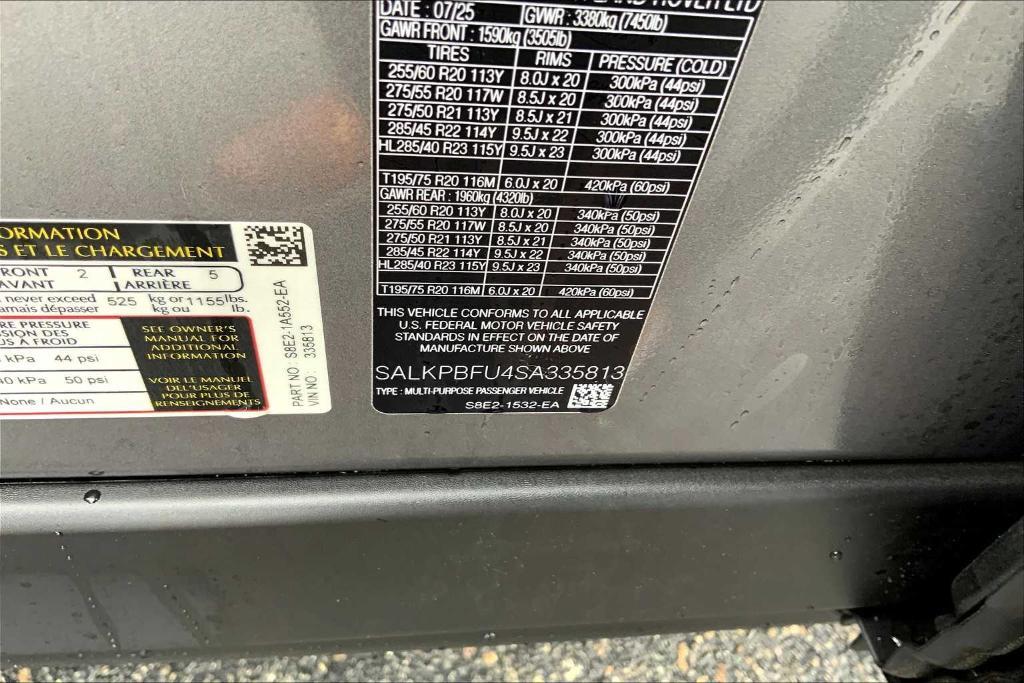 LAND ROVER LTD
DATE : 07/25 GVWR : 3380kg (7450lb)
GAWR FRONT : 1590kg (3505lb)
TIRES RIMS PRESSURE (COLD)
255/60 R20 113Y 8.0J x 20 300kPa (44psi)
275/55 R20 117W 8.5J x 20 300kPa (44psi)
275/50 R21 113Y 8.5J x 21 300kPa (44psi)
285/45 R22 114Y 9.5J x 22 300kPa (44psi)
HL285/40 R23 115Y 9.5J x 23 300kPa (44psi)
T195/75 R20 116M 6.0J x 20 420kPa (60psi)
GAWR REAR : 1960kg (4320lb)
255/60 R20 113Y 8.0J x 20 340kPa (50psi)
275/55 R20 117W 8.5J x 20 340kPa (50psi)
275/50 R21 113Y 8.5J x 21 340kPa (50psi)
285/45 R22 114Y 9.5J x 22 340kPa (50psi)
HL285/40 R23 115Y 9.5J x 23 340kPa (50psi)
T195/75 R20 116M 6.0J x 20 420kPa (60psi)
THIS VEHICLE CONFORMS TO ALL APPLICABLE
U.S. FEDERAL MOTOR VEHICLE SAFETY
STANDARDS IN EFFECT ON THE DATE OF
MANUFACTURE SHOWN ABOVE
SALKPBFU4SA335813
TYPE : MULTI-PURPOSE PASSENGER VEHICLE
S8E2-1532-EA
ORMATION
S ET LE CHARGEMENT
RONT 2 REAR 5
AVANT ARRIÈRE
never exceed 525 kg or 1155 lbs.
amais dépasser kg ou lb.
RE PRESSURE
SSION DES
US A FROID
kPa 44 psi
40 kPa 50 psi
None / Aucun
SEE OWNER'S
MANUAL FOR
ADDITIONAL
INFORMATION
VOIR LE MANUEL
DEL'USAGER
POUR PLUS DE
RENSEIGNEMENTS
PART NO : S8E2-1A552-EA
VIN NO : 335813